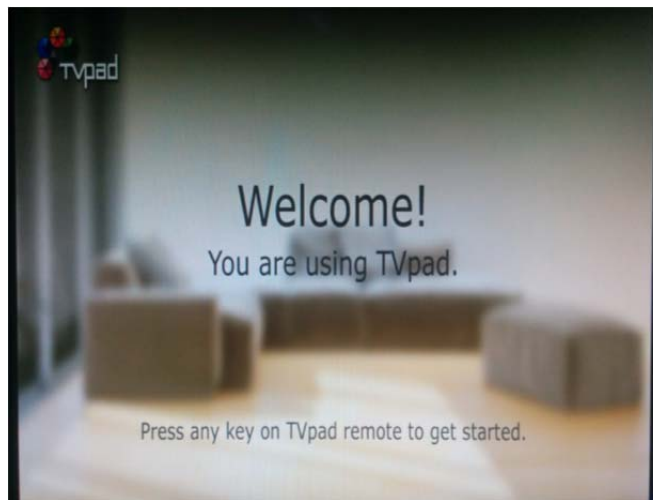 TVpad
Welcome!
You are using TVpad.
Press any key on TVpad remote to get started.